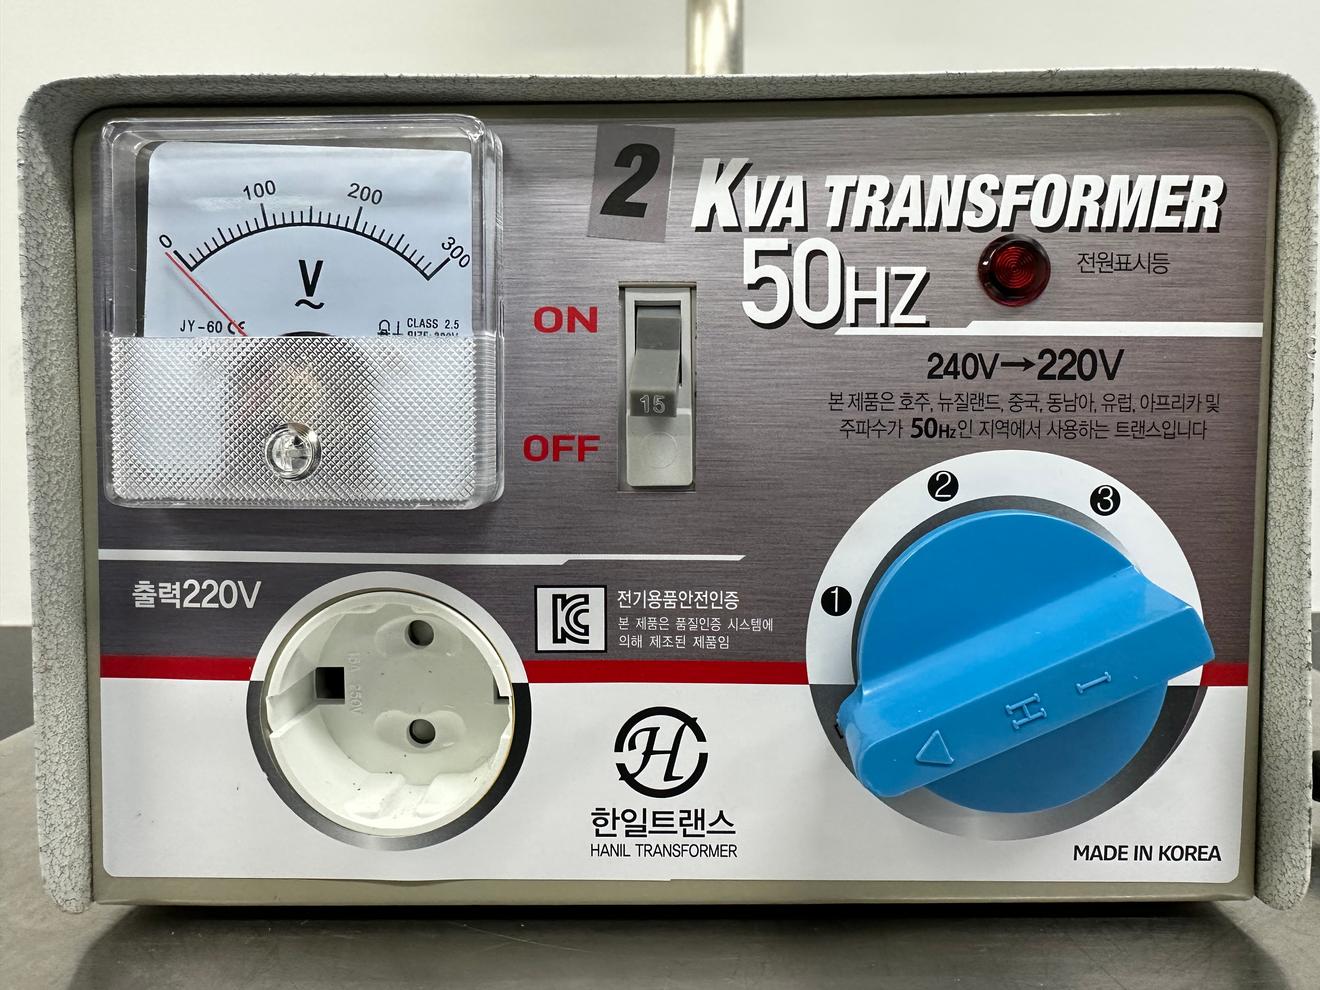 0 100 200 300
V
JY-60 CE
CLASS 2.5
2 KVA TRANSFORMER
50HZ
전원표시등
ON
15
OFF
240V→220V
본 제품은 호주, 뉴질랜드, 중국, 동남아, 유럽, 아프리카 및
주파수가 50Hz인 지역에서 사용하는 트랜스입니다
1 2 3
HI
출력220V
15A 250V
KC
전기용품안전인증
본 제품은 품질인증 시스템에
의해 제조된 제품임
H
한일트랜스
HANIL TRANSFORMER
MADE IN KOREA